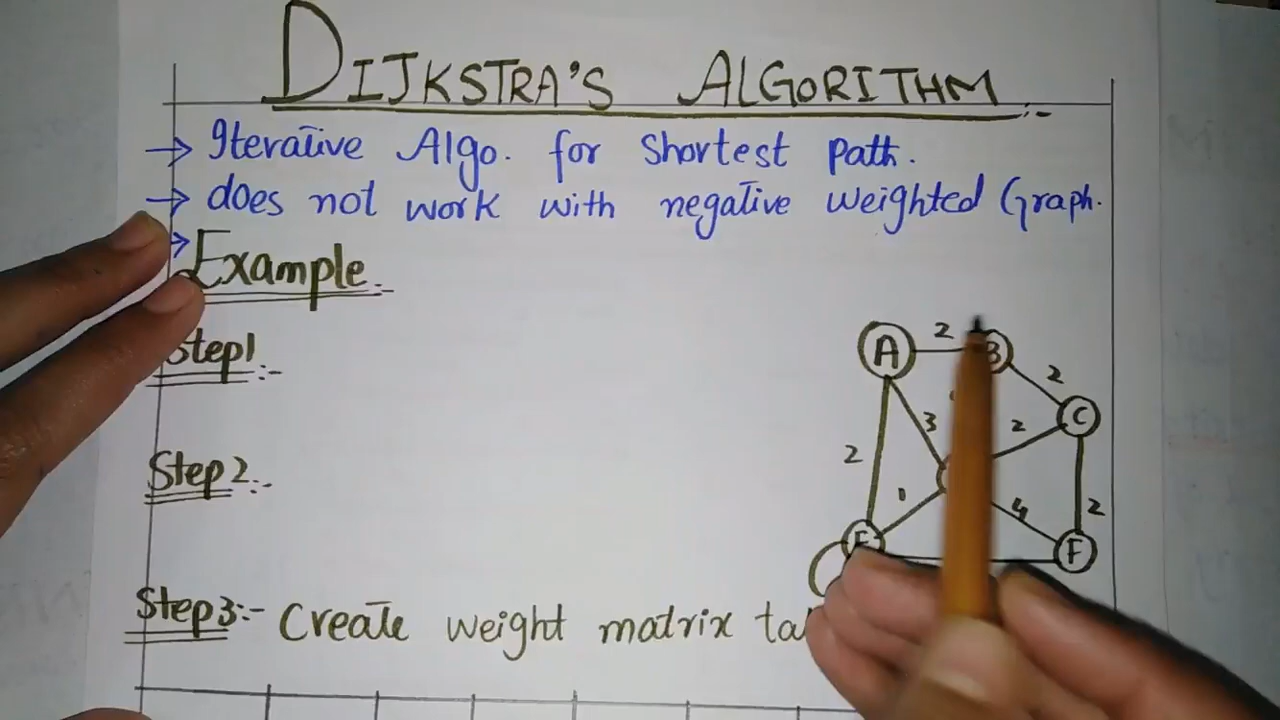 DIJKSTRA'S ALGORITHM :-
→ Iterative Algo. for shortest path.
→ does not work with negative weighted Graph.
→
Example
Step1:-
A 2 B
2
3 2 C
2
Step2:-
1 4 2
E F
Step3:- Create weight matrix